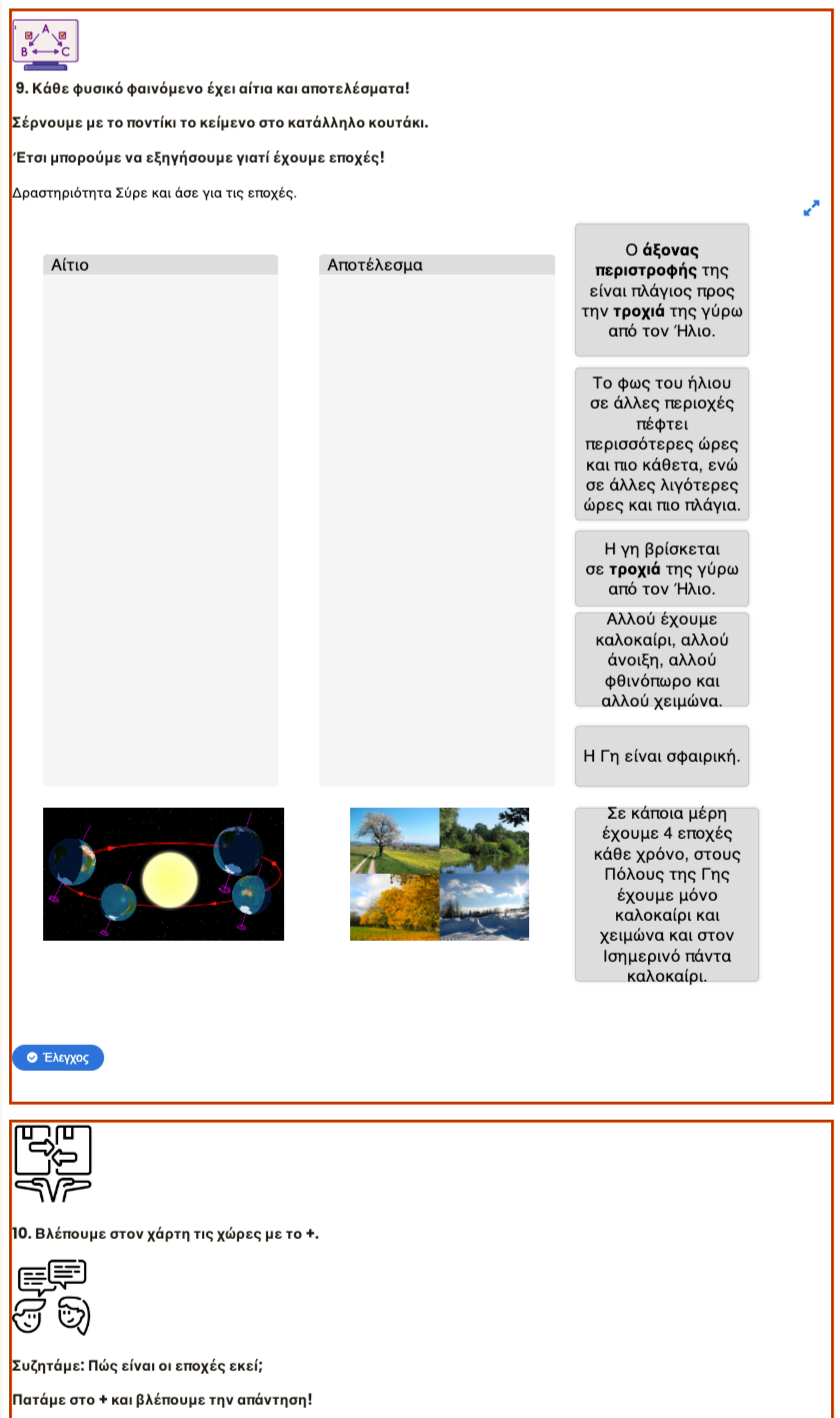 A
B C
9. Κάθε φυσικό φαινόμενο έχει αίτια και αποτελέσματα!
Σέρνουμε με το ποντίκι το κείμενο στο κατάλληλο κουτάκι.
Έτσι μπορούμε να εξηγήσουμε γιατί έχουμε εποχές!
Δραστηριότητα Σύρε και άσε για τις εποχές.
Αίτιο
Αποτέλεσμα
Ο άξονας
περιστροφής της
είναι πλάγιος προς
την τροχιά της γύρω
από τον Ήλιο.
Το φως του ήλιου
σε άλλες περιοχές
πέφτει
περισσότερες ώρες
και πιο κάθετα, ενώ
σε άλλες λιγότερες
ώρες και πιο πλάγια.
Η γη βρίσκεται
σε τροχιά της γύρω
από τον Ήλιο.
Αλλού έχουμε
καλοκαίρι, αλλού
άνοιξη, αλλού
φθινόπωρο και
αλλού χειμώνα.
Η Γη είναι σφαιρική.
Σε κάποια μέρη
έχουμε 4 εποχές
κάθε χρόνο, στους
Πόλους της Γης
έχουμε μόνο
καλοκαίρι και
χειμώνα και στον
Ισημερινό πάντα
καλοκαίρι.
Έλεγχος
10. Βλέπουμε στον χάρτη τις χώρες με το +.
Συζητάμε: Πώς είναι οι εποχές εκεί;
Πατάμε στο + και βλέπουμε την απάντηση!